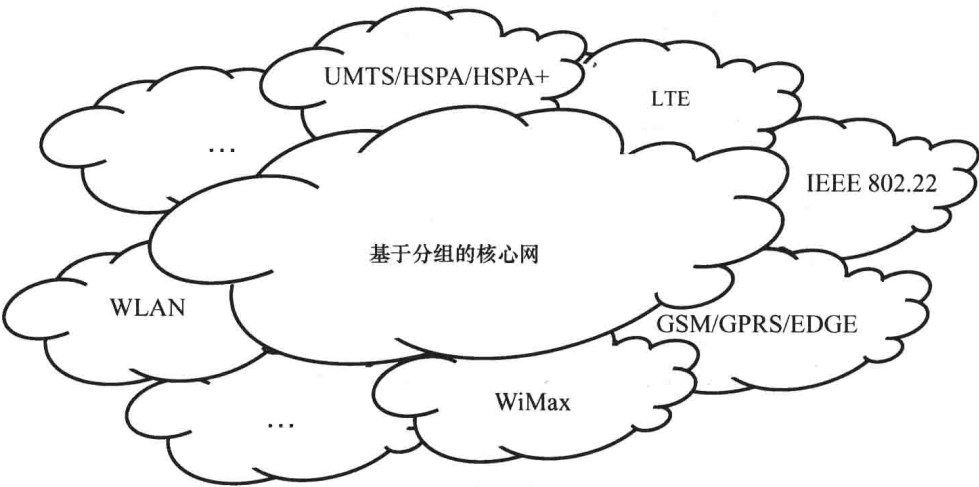 UMTS/HSPA/HSPA+
LTE
…
IEEE 802.22
基于分组的核心网
WLAN
GSM/GPRS/EDGE
WiMax
…